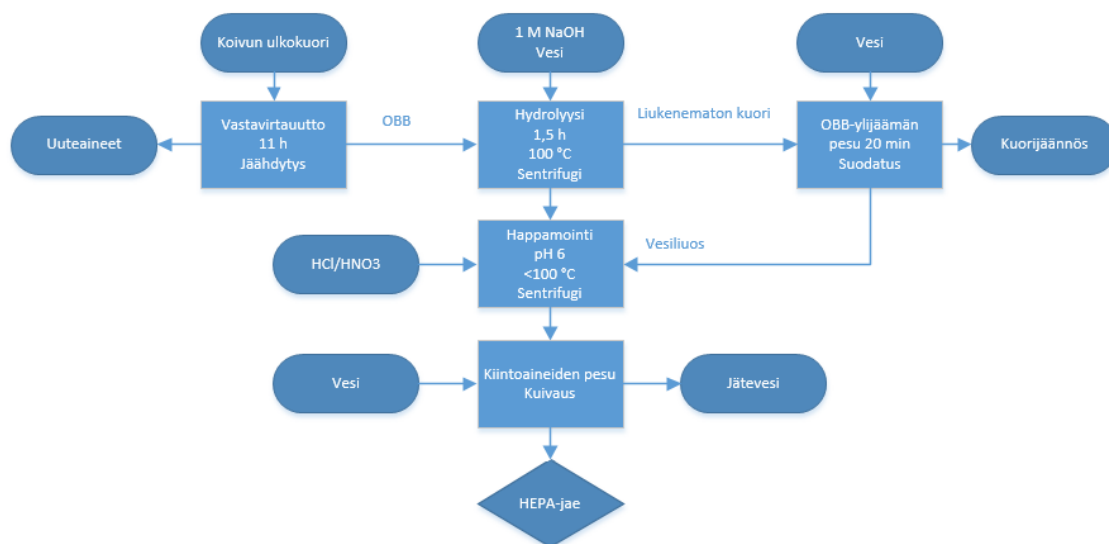 Koivun ulkokuori
1 M NaOH
Vesi
Vesi
Uuteaineet
Vastavirtauutto
11 h
Jäähdytys
OBB
Hydrolyysi
1,5 h
100 °C
Sentrifugi
Liukenematon kuori
OBB-ylijäämän
pesu 20 min
Suodatus
Kuorijäännös
HCl/HNO3
Happamointi
pH 6
<100 °C
Sentrifugi
Vesiliuos
Vesi
Kiintoaineiden pesu
Kuivaus
Jätevesi
HEPA-jae